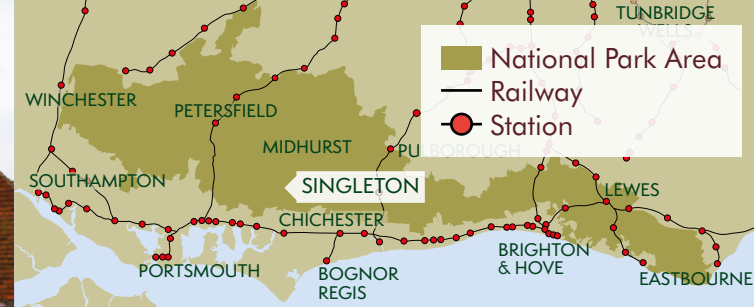 TUNBRIDGE
WELLS
National Park Area
Railway
Station
WINCHESTER
PETERSFIELD
MIDHURST
PULBOROUGH
SOUTHAMPTON
SINGLETON
LEWES
CHICHESTER
PORTSMOUTH
BOGNOR
REGIS
BRIGHTON
& HOVE
EASTBOURNE